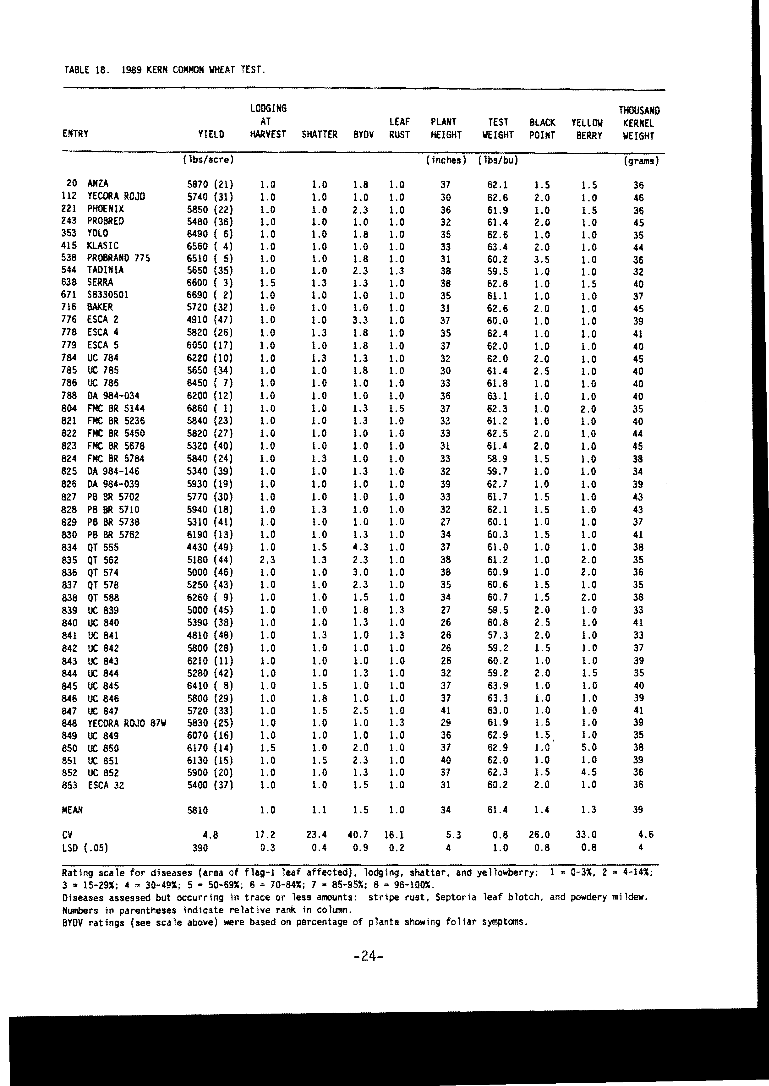 TABLE 18. 1989 KERN COMMON WHEAT TEST.
LODGING THOUSAND
AT LEAF PLANT TEST BLACK YELLOW KERNEL
ENTRY YIELD HARVEST SHATTER BYDV RUST HEIGHT WEIGHT POINT BERRY WEIGHT
(lbs/acre) (inches) (lbs/bu) (grams)
20 ANZA 5870 (21) 1.0 1.0 1.8 1.0 37 62.1 1.5 1.5 36
112 YECORA ROJO 5740 (31) 1.0 1.0 1.0 1.0 30 62.6 2.0 1.0 46
221 PHOENIX 5850 (22) 1.0 1.0 2.3 1.0 36 61.9 1.0 1.5 36
243 PROBRED 5480 (36) 1.0 1.0 1.0 1.0 32 61.4 2.0 1.0 45
353 YOLO 6490 ( 6) 1.0 1.0 1.8 1.0 35 62.6 1.0 1.0 35
415 KLASIC 6560 ( 4) 1.0 1.0 1.0 1.0 33 63.4 2.0 1.0 44
538 PROBRAND 775 6510 ( 5) 1.0 1.0 1.8 1.0 31 60.2 3.5 1.0 36
544 TADINIA 5650 (35) 1.0 1.0 2.3 1.3 38 59.5 1.0 1.0 32
638 SERRA 6600 ( 3) 1.5 1.3 1.3 1.0 38 62.8 1.0 1.5 40
671 SB330501 6690 ( 2) 1.0 1.0 1.0 1.0 35 61.1 1.0 1.0 37
716 BAKER 5720 (32) 1.0 1.0 1.0 1.0 31 62.6 2.0 1.0 45
776 ESCA 2 4910 (47) 1.0 1.0 3.3 1.0 37 60.0 1.0 1.0 39
778 ESCA 4 5820 (26) 1.0 1.3 1.8 1.0 35 62.4 1.0 1.0 41
779 ESCA 5 6050 (17) 1.0 1.0 1.8 1.0 37 62.0 1.0 1.0 40
784 UC 784 6220 (10) 1.0 1.3 1.3 1.0 32 62.0 2.0 1.0 45
785 UC 785 5650 (34) 1.0 1.0 1.8 1.0 30 61.4 2.5 1.0 40
786 UC 786 6450 ( 7) 1.0 1.0 1.0 1.0 33 61.8 1.0 1.0 40
788 DA 984-034 6200 (12) 1.0 1.0 1.0 1.0 36 63.1 1.0 1.0 40
804 FMC BR 5144 6860 ( 1) 1.0 1.0 1.3 1.5 37 62.3 1.0 2.0 35
821 FMC BR 5236 5840 (23) 1.0 1.0 1.3 1.0 32 61.2 1.0 1.0 40
822 FMC BR 5450 5820 (27) 1.0 1.0 1.0 1.0 33 62.5 2.0 1.0 44
823 FMC BR 5678 5320 (40) 1.0 1.0 1.0 1.0 31 61.4 2.0 1.0 45
824 FMC BR 5784 5840 (24) 1.0 1.3 1.0 1.0 33 58.9 1.5 1.0 38
825 DA 984-146 5340 (39) 1.0 1.0 1.3 1.0 32 59.7 1.0 1.0 34
826 DA 984-039 5930 (19) 1.0 1.0 1.0 1.0 39 62.7 1.0 1.0 39
827 PB BR 5702 5770 (30) 1.0 1.0 1.0 1.0 33 61.7 1.5 1.0 43
828 PB BR 5710 5940 (18) 1.0 1.3 1.0 1.0 32 62.1 1.5 1.0 43
829 PB BR 5738 5310 (41) 1.0 1.0 1.0 1.0 27 60.1 1.0 1.0 37
830 PB BR 5762 6190 (13) 1.0 1.0 1.3 1.0 34 60.3 1.5 1.0 41
834 QT 555 4430 (49) 1.0 1.5 4.3 1.0 37 61.0 1.0 1.0 38
835 QT 562 5180 (44) 2.3 1.3 2.3 1.0 38 61.2 1.0 2.0 35
836 QT 574 5000 (46) 1.0 1.0 3.0 1.0 38 60.9 1.0 2.0 36
837 QT 578 5250 (43) 1.0 1.0 2.3 1.0 35 60.6 1.5 1.0 35
838 QT 588 6260 ( 9) 1.0 1.0 1.5 1.0 34 60.7 1.5 2.0 38
839 UC 839 5000 (45) 1.0 1.0 1.8 1.3 27 59.5 2.0 1.0 33
840 UC 840 5390 (38) 1.0 1.0 1.3 1.0 26 60.8 2.5 1.0 41
841 UC 841 4810 (48) 1.0 1.3 1.0 1.3 26 57.3 2.0 1.0 33
842 UC 842 5800 (28) 1.0 1.0 1.0 1.0 26 59.2 1.5 1.0 37
843 UC 843 6210 (11) 1.0 1.0 1.0 1.0 26 60.2 1.0 1.0 39
844 UC 844 5280 (42) 1.0 1.0 1.3 1.0 32 59.2 2.0 1.5 35
845 UC 845 6410 ( 8) 1.0 1.5 1.0 1.0 37 63.9 1.0 1.0 40
846 UC 846 5800 (29) 1.0 1.8 1.0 1.0 37 63.3 1.0 1.0 39
847 UC 847 5720 (33) 1.0 1.5 2.5 1.0 41 63.0 1.0 1.0 41
848 YECORA ROJO 87W 5830 (25) 1.0 1.0 1.0 1.3 29 61.9 1.5 1.0 39
849 UC 849 6070 (16) 1.0 1.0 1.0 1.0 36 62.9 1.5 1.0 35
850 UC 850 6170 (14) 1.5 1.0 2.0 1.0 37 62.9 1.0 5.0 38
851 UC 851 6130 (15) 1.0 1.5 2.3 1.0 40 62.0 1.0 1.0 39
852 UC 852 5900 (20) 1.0 1.0 1.3 1.0 37 62.3 1.5 4.5 36
853 ESCA 32 5400 (37) 1.0 1.0 1.5 1.0 31 60.2 2.0 1.0 36
MEAN 5810 1.0 1.1 1.5 1.0 34 61.4 1.4 1.3 39
CV 4.8 17.2 23.4 40.7 16.1 5.3 0.8 26.0 33.0 4.6
LSD (.05) 390 0.3 0.4 0.9 0.2 4 1.0 0.8 0.8 4
Rating scale for diseases (area of flag-1 leaf affected), lodging, shatter, and yellowberry: 1 = 0-3%, 2 = 4-14%;
3 = 15-29%; 4 = 30-49%; 5 = 50-69%; 6 = 70-84%; 7 = 85-95%; 8 = 96-100%.
Diseases assessed but occurring in trace or less amounts: stripe rust, Septoria leaf blotch, and powdery mildew.
Numbers in parentheses indicate relative rank in column.
BYDV ratings (see scale above) were based on percentage of plants showing foliar symptoms.
-24-